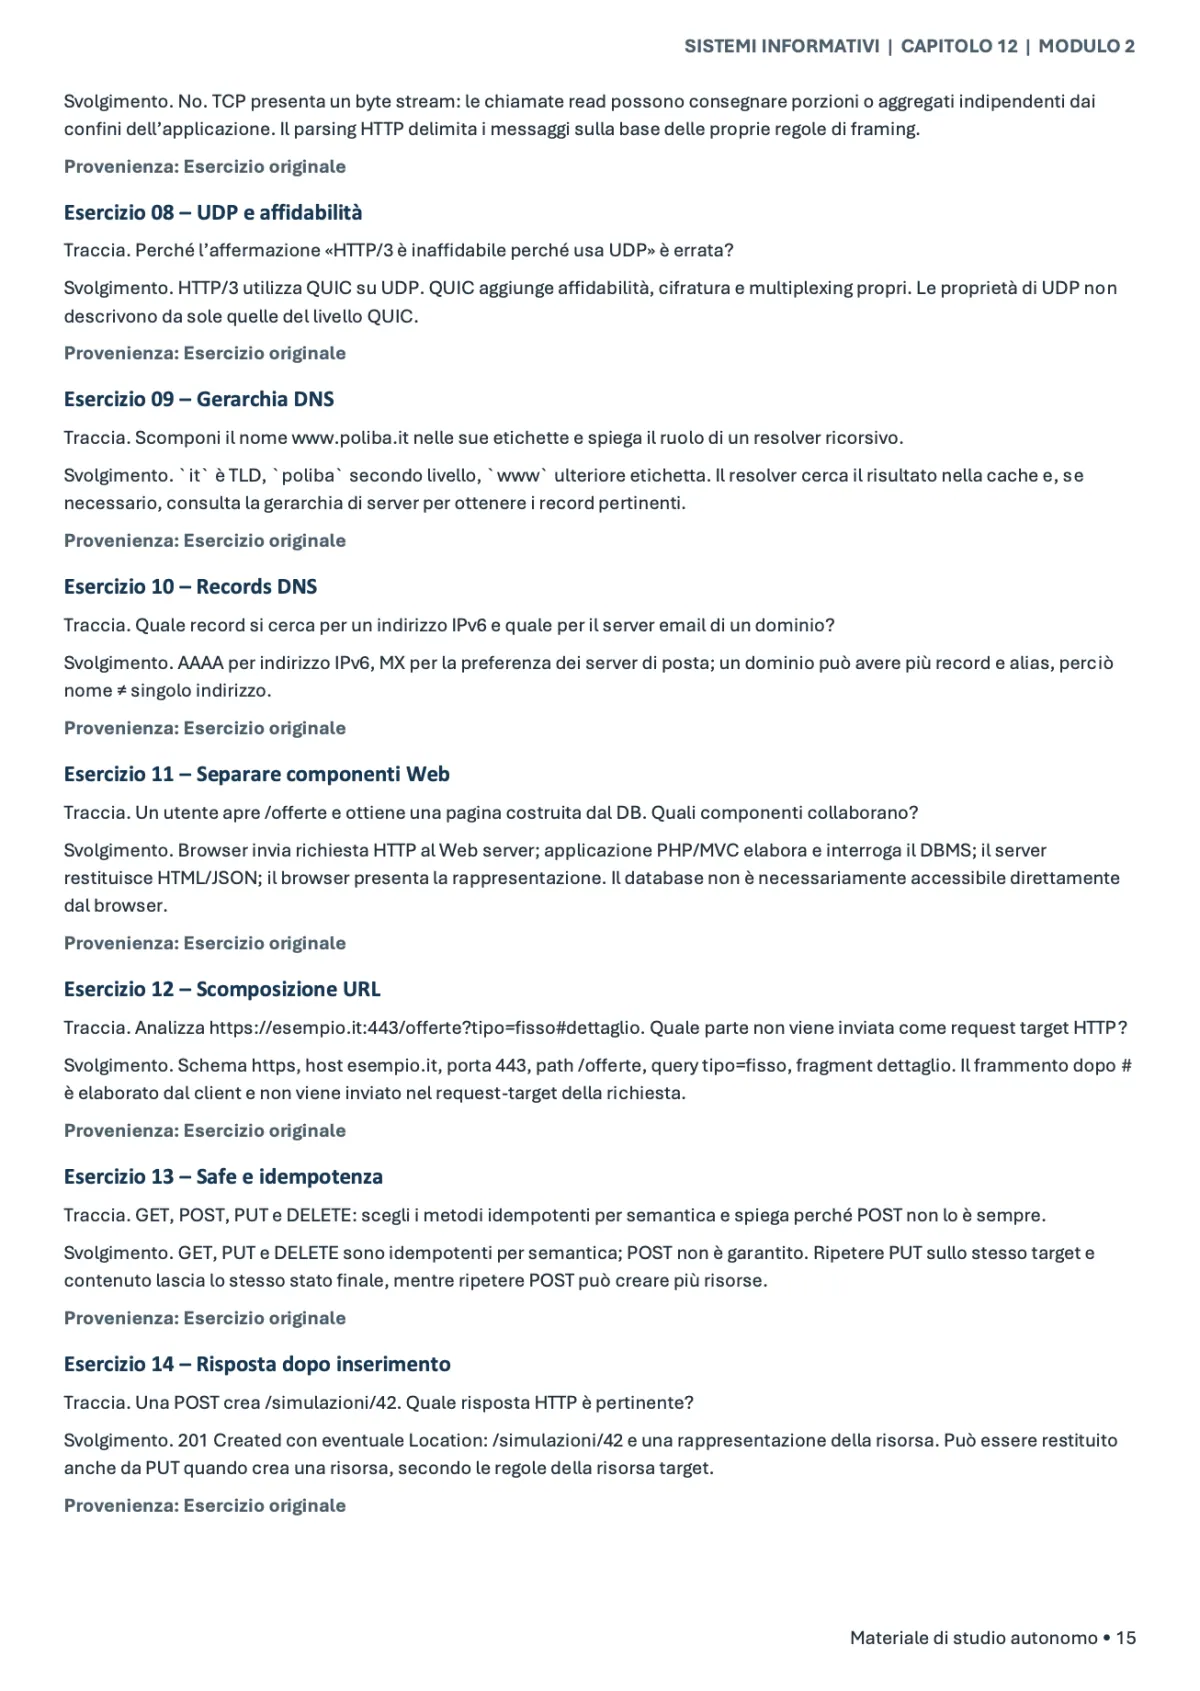 SISTEMI INFORMATIVI | CAPITOLO 12 | MODULO 2
Svolgimento. No. TCP presenta un byte stream: le chiamate read possono consegnare porzioni o aggregati indipendenti dai
confini dell’applicazione. Il parsing HTTP delimita i messaggi sulla base delle proprie regole di framing.
Provenienza: Esercizio originale
Esercizio 08 – UDP e affidabilità
Traccia. Perché l’affermazione «HTTP/3 è inaffidabile perché usa UDP» è errata?
Svolgimento. HTTP/3 utilizza QUIC su UDP. QUIC aggiunge affidabilità, cifratura e multiplexing propri. Le proprietà di UDP non
descrivono da sole quelle del livello QUIC.
Provenienza: Esercizio originale
Esercizio 09 – Gerarchia DNS
Traccia. Scomponi il nome www.poliba.it nelle sue etichette e spiega il ruolo di un resolver ricorsivo.
Svolgimento. `it` è TLD, `poliba` secondo livello, `www` ulteriore etichetta. Il resolver cerca il risultato nella cache e, se
necessario, consulta la gerarchia di server per ottenere i record pertinenti.
Provenienza: Esercizio originale
Esercizio 10 – Records DNS
Traccia. Quale record si cerca per un indirizzo IPv6 e quale per il server email di un dominio?
Svolgimento. AAAA per indirizzo IPv6, MX per la preferenza dei server di posta; un dominio può avere più record e alias, perciò
nome ≠ singolo indirizzo.
Provenienza: Esercizio originale
Esercizio 11 – Separare componenti Web
Traccia. Un utente apre /offerte e ottiene una pagina costruita dal DB. Quali componenti collaborano?
Svolgimento. Browser invia richiesta HTTP al Web server; applicazione PHP/MVC elabora e interroga il DBMS; il server
restituisce HTML/JSON; il browser presenta la rappresentazione. Il database non è necessariamente accessibile direttamente
dal browser.
Provenienza: Esercizio originale
Esercizio 12 – Scomposizione URL
Traccia. Analizza https://esempio.it:443/offerte?tipo=fisso#dettaglio. Quale parte non viene inviata come request target HTTP?
Svolgimento. Schema https, host esempio.it, porta 443, path /offerte, query tipo=fisso, fragment dettaglio. Il frammento dopo #
è elaborato dal client e non viene inviato nel request-target della richiesta.
Provenienza: Esercizio originale
Esercizio 13 – Safe e idempotenza
Traccia. GET, POST, PUT e DELETE: scegli i metodi idempotenti per semantica e spiega perché POST non lo è sempre.
Svolgimento. GET, PUT e DELETE sono idempotenti per semantica; POST non è garantito. Ripetere PUT sullo stesso target e
contenuto lascia lo stesso stato finale, mentre ripetere POST può creare più risorse.
Provenienza: Esercizio originale
Esercizio 14 – Risposta dopo inserimento
Traccia. Una POST crea /simulazioni/42. Quale risposta HTTP è pertinente?
Svolgimento. 201 Created con eventuale Location: /simulazioni/42 e una rappresentazione della risorsa. Può essere restituito
anche da PUT quando crea una risorsa, secondo le regole della risorsa target.
Provenienza: Esercizio originale
Materiale di studio autonomo • 15